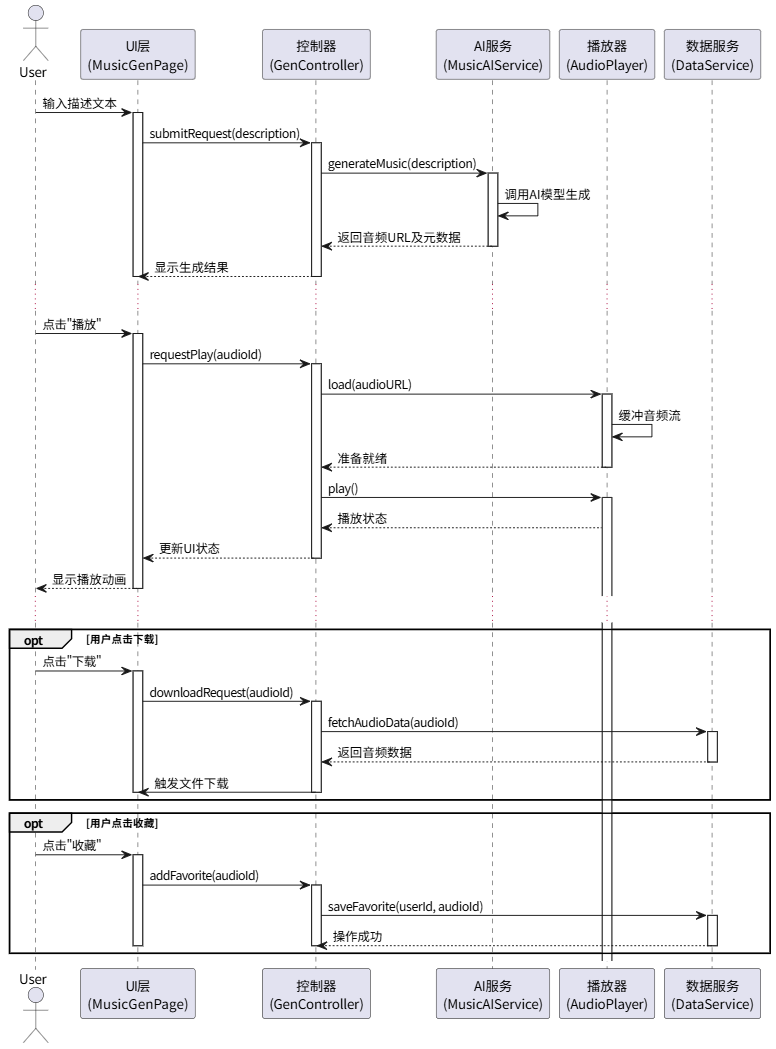 User
UI层
(MusicGenPage)
控制器
(GenController)
AI服务
(MusicAIService)
播放器
(AudioPlayer)
数据服务
(DataService)
输入描述文本
submitRequest(description)
generateMusic(description)
调用AI模型生成
返回音频URL及元数据
显示生成结果
点击"播放"
requestPlay(audioId)
load(audioURL)
缓冲音频流
准备就绪
play()
播放状态
更新UI状态
显示播放动画
opt [用户点击下载]
点击"下载"
downloadRequest(audioId)
fetchAudioData(audioId)
返回音频数据
触发文件下载
opt [用户点击收藏]
点击"收藏"
addFavorite(audioId)
saveFavorite(userId, audioId)
操作成功
User
UI层
(MusicGenPage)
控制器
(GenController)
AI服务
(MusicAIService)
播放器
(AudioPlayer)
数据服务
(DataService)